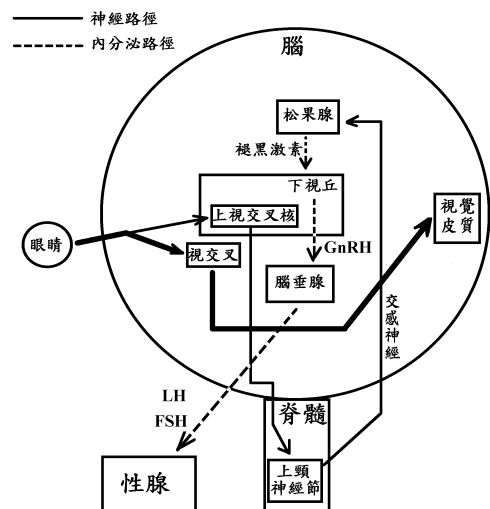 神經路徑
內分泌路徑
腦
松果腺
褪黑激素
下視丘
上視交叉核
視覺
皮質
眼睛
視交叉
GnRH
腦垂腺
交感神經
LH
FSH
脊髓
性腺
上頸
神經節